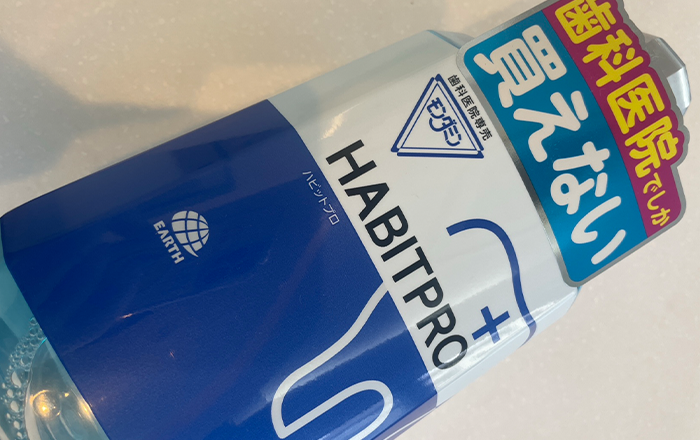 歯科医院でしか
買えない
歯科医院専売
モンダミン
HABITPRO
ハビットプロ
+
EARTH